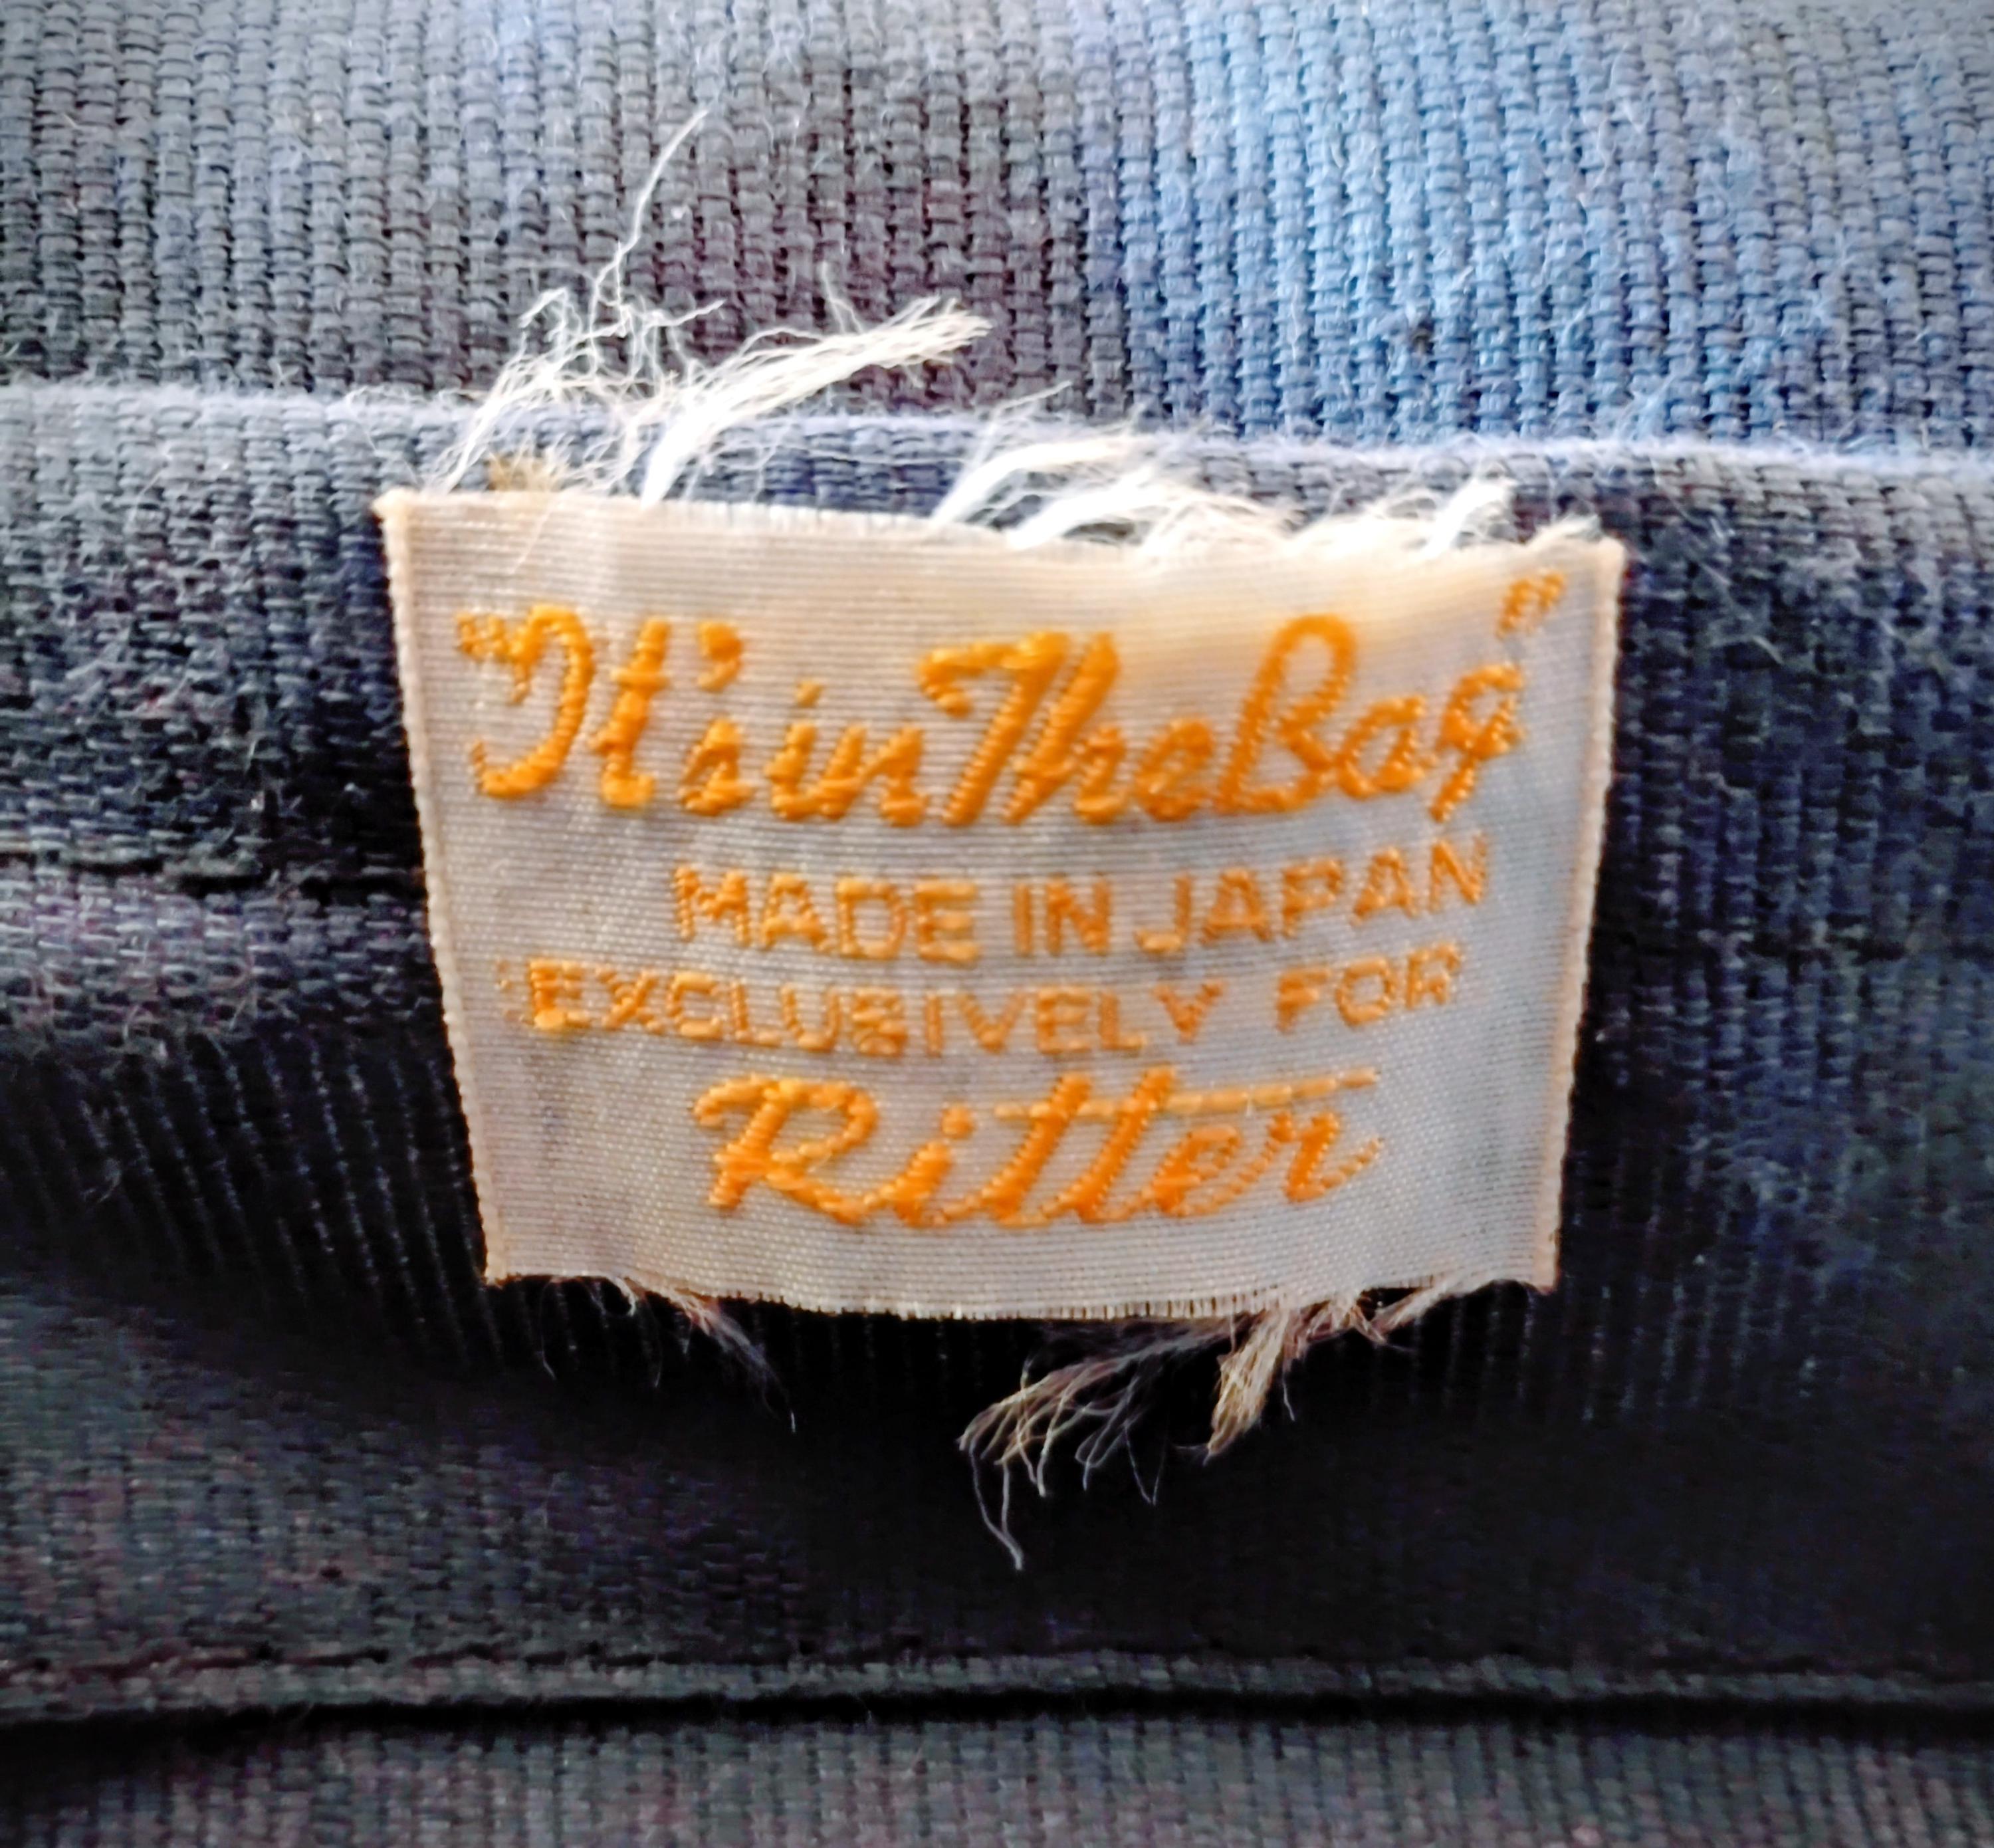 "It's in The Bag"
MADE IN JAPAN
EXCLUSIVELY FOR
Ritter